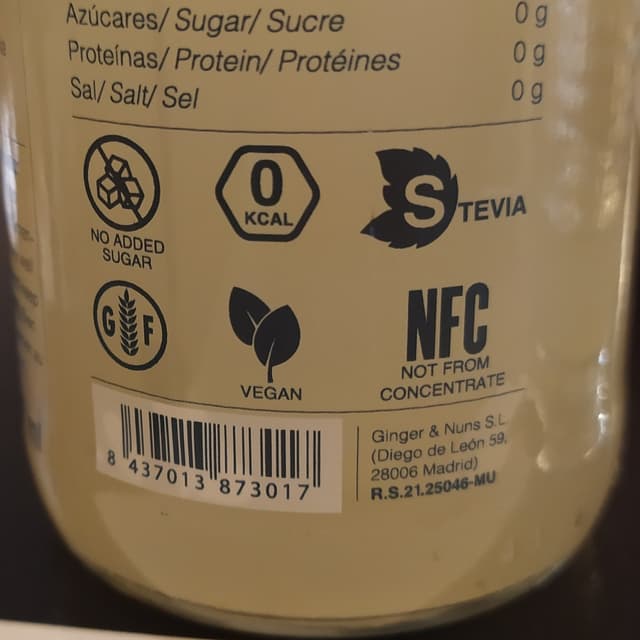 Azúcares/ Sugar/ Sucre 0 g
Proteínas/ Protein/ Protéines 0 g
Sal/ Salt/ Sel 0 g
NO ADDED
SUGAR
0
KCAL
STEVIA
G F
VEGAN
NFC
NOT FROM
CONCENTRATE
8 437013 873017
Ginger & Nuns S.L.
(Diego de León 59,
28006 Madrid)
R.S.21.25046-MU